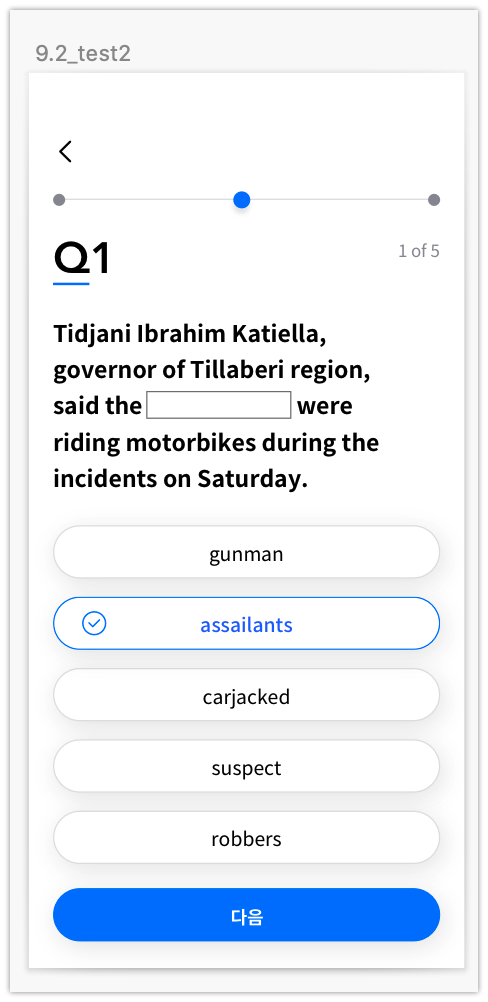 9.2_test2
Q1
1 of 5
Tidjani Ibrahim Katiella,
governor of Tillaberi region,
said the were
riding motorbikes during the
incidents on Saturday.
gunman
assailants
carjacked
suspect
robbers
다음